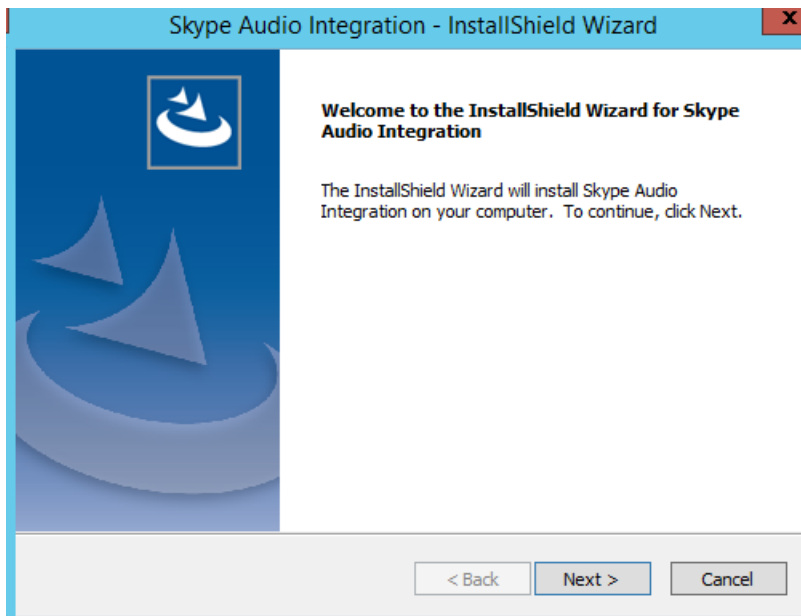 Skype Audio Integration - InstallShield Wizard
x
Welcome to the InstallShield Wizard for Skype
Audio Integration
The InstallShield Wizard will install Skype Audio
Integration on your computer.  To continue, click Next.
< Back
Next >
Cancel